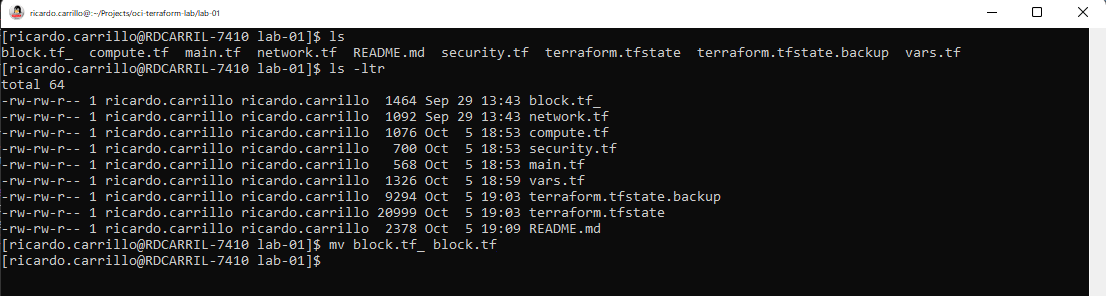 ricardo.carrillo@:~/Projects/oci-terraform-lab/lab-01
[ricardo.carrillo@RDCARRIL-7410 lab-01]$ ls
block.tf_  compute.tf  main.tf  network.tf  README.md  security.tf  terraform.tfstate  terraform.tfstate.backup  vars.tf
[ricardo.carrillo@RDCARRIL-7410 lab-01]$ ls -ltr
total 64
-rw-rw-r-- 1 ricardo.carrillo ricardo.carrillo  1464 Sep 29 13:43 block.tf_
-rw-rw-r-- 1 ricardo.carrillo ricardo.carrillo  1092 Sep 29 13:43 network.tf
-rw-rw-r-- 1 ricardo.carrillo ricardo.carrillo  1076 Oct  5 18:53 compute.tf
-rw-rw-r-- 1 ricardo.carrillo ricardo.carrillo   700 Oct  5 18:53 security.tf
-rw-rw-r-- 1 ricardo.carrillo ricardo.carrillo   568 Oct  5 18:53 main.tf
-rw-rw-r-- 1 ricardo.carrillo ricardo.carrillo  1326 Oct  5 18:59 vars.tf
-rw-rw-r-- 1 ricardo.carrillo ricardo.carrillo  9294 Oct  5 19:03 terraform.tfstate.backup
-rw-rw-r-- 1 ricardo.carrillo ricardo.carrillo 20999 Oct  5 19:03 terraform.tfstate
-rw-rw-r-- 1 ricardo.carrillo ricardo.carrillo  2378 Oct  5 19:09 README.md
[ricardo.carrillo@RDCARRIL-7410 lab-01]$ mv block.tf_ block.tf
[ricardo.carrillo@RDCARRIL-7410 lab-01]$